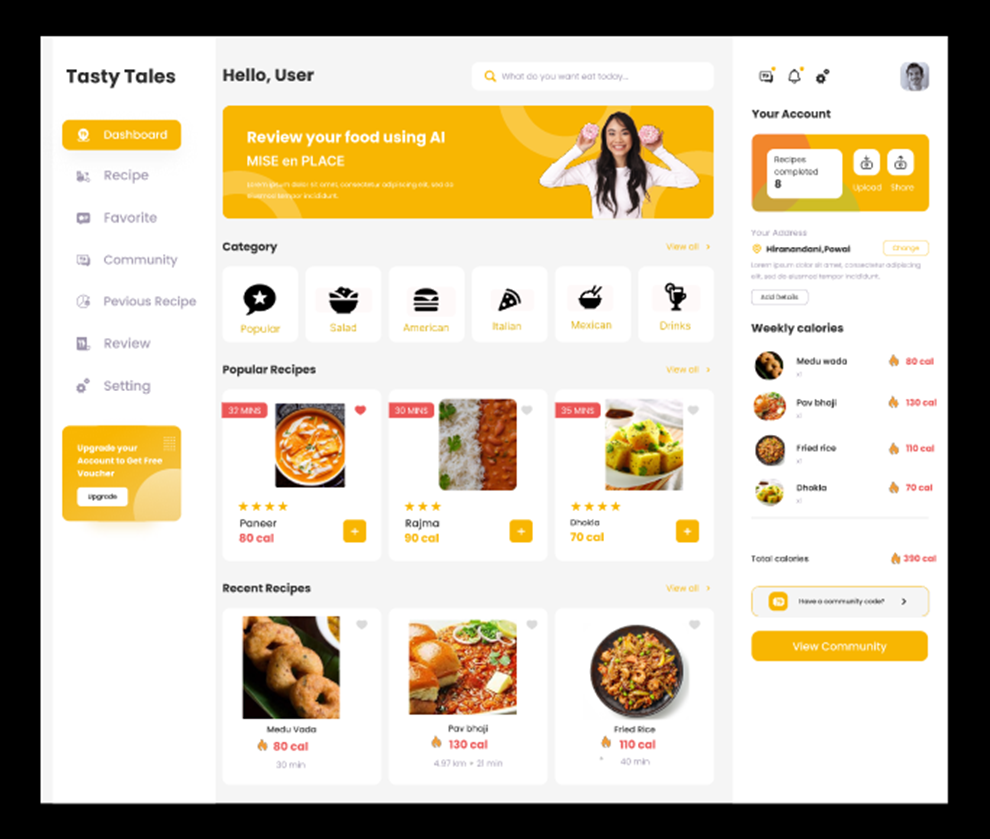 Tasty Tales
Dashboard
Recipe
Favorite
Community
Pevious Recipe
Review
Setting
Upgrade your
Account to Get Free
Voucher
Upgrade
Hello, User
What do you want eat today...
Review your food using AI
MISE en PLACE
Lorem ipsum dolor sit amet, consectetur adipiscing elit, sed do
eiusmod tempor incididunt.
Category
View all >
Popular
Salad
American
Italian
Mexican
Drinks
Popular Recipes
View all >
32 MINS
30 MINS
35 MINS
Paneer
80 cal
+
Rajma
90 cal
+
Dhokla
70 cal
+
Recent Recipes
View all >
Medu Vada
80 cal
30 min
Pav bhaji
130 cal
4.97 km • 21 min
Fried Rice
110 cal
40 min
Your Account
Recipes
completed
8
Upload
Share
Your Address
Hiranandani,Powai
Change
Lorem ipsum dolor sit amet, consectetur adipiscing
elit, sed do eiusmod tempor incididunt.
Add Details
Weekly calories
Medu wada
x1
80 cal
Pav bhaji
x1
130 cal
Fried rice
x1
110 cal
Dhokla
x1
70 cal
Total calories
390 cal
Have a community code?
>
View Community